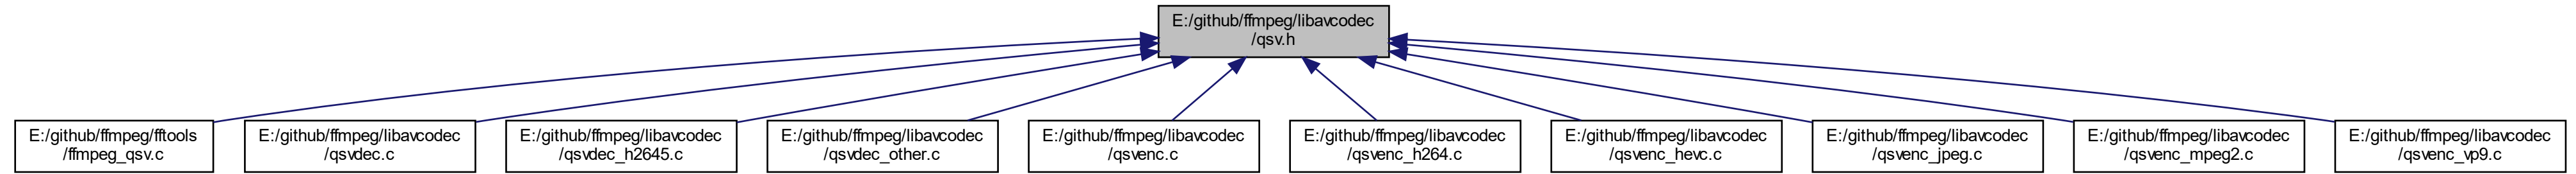 E:/github/ffmpeg/libavcodec
/qsv.h
E:/github/ffmpeg/fftools
/ffmpeg_qsv.c
E:/github/ffmpeg/libavcodec
/qsvdec.c
E:/github/ffmpeg/libavcodec
/qsvdec_h2645.c
E:/github/ffmpeg/libavcodec
/qsvdec_other.c
E:/github/ffmpeg/libavcodec
/qsvenc.c
E:/github/ffmpeg/libavcodec
/qsvenc_h264.c
E:/github/ffmpeg/libavcodec
/qsvenc_hevc.c
E:/github/ffmpeg/libavcodec
/qsvenc_jpeg.c
E:/github/ffmpeg/libavcodec
/qsvenc_mpeg2.c
E:/github/ffmpeg/libavcodec
/qsvenc_vp9.c